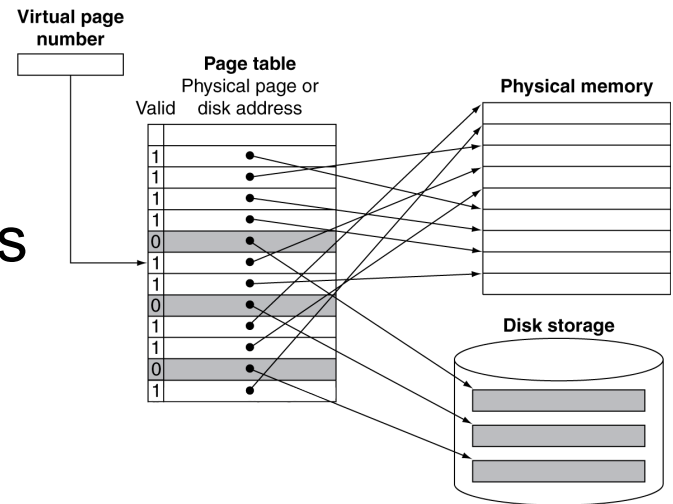 Virtual page
number
Page table
Physical page or
Valid disk address
Physical memory
1
1
1
1
s
0
1
1
0
1
1
0
1
Disk storage